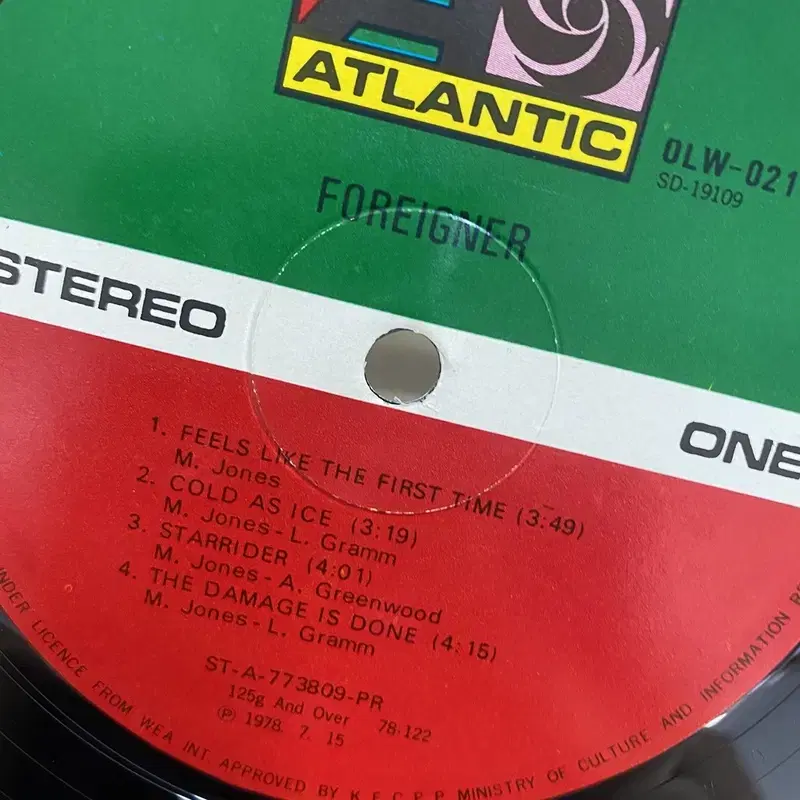 ATLANTIC
OLW-021
SD-19109
FOREIGNER
STEREO
ONE
1. FEELS LIKE THE FIRST TIME (3:49)
M. Jones
2. COLD AS ICE (3:19)
M. Jones-L. Gramm
3. STARRIDER (4:01)
M. Jones-A. Greenwood
4. THE DAMAGE IS DONE (4:15)
M. Jones-L. Gramm
ST-A-773809-PR
125g And Over 78-122
Ⓟ 1978. 7. 15
UNDER LICENCE FROM WEA INT APPROVED BY K.F.C.P.P MINISTRY OF CULTURE AND INFORMATION